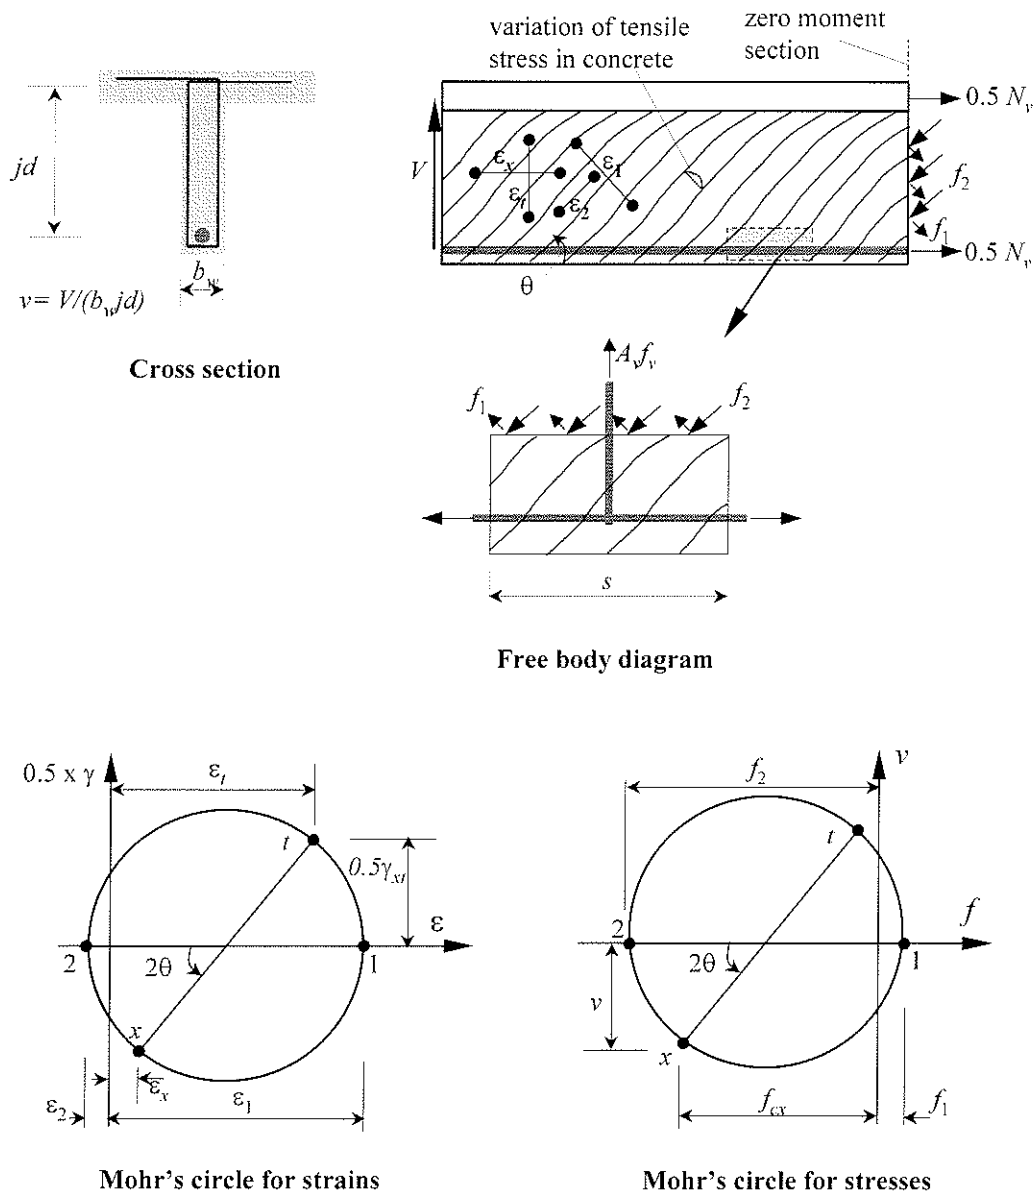 variation of tensile
stress in concrete
zero moment
section
jd
b_w
v= V/(b_w jd)
Cross section
V
ε_x
ε_t
ε_1
ε_2
θ
0.5 N_v
f_2
f_1
0.5 N_v
A_v f_v
f_1
f_2
s
Free body diagram
0.5 x γ
ε_t
t
0.5γ_xt
ε
2
2θ
1
x
ε_2
ε_x
ε_1
Mohr's circle for strains
f_2
v
t
f
2
2θ
1
v
x
f_cx
f_1
Mohr's circle for stresses